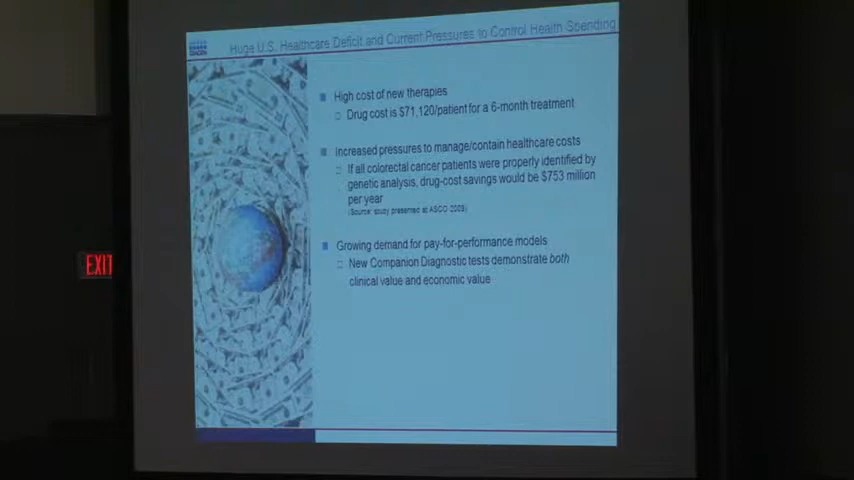 Huge U.S. Healthcare Deficit and Current Pressures to Control Health Spending
High cost of new therapies
Drug cost is $71,120/patient for a 6-month treatment
Increased pressures to manage/contain healthcare costs
If all colorectal cancer patients were properly identified by
genetic analysis, drug-cost savings would be $753 million
per year
(Source: study presented at ASCO 2009)
Growing demand for pay-for-performance models
New Companion Diagnostic tests demonstrate both
clinical value and economic value
EXIT